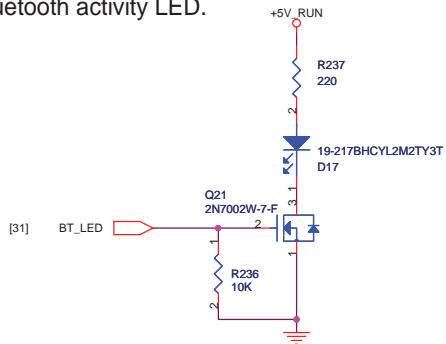 uetooth activity LED.
+5V_RUN
R237
220
2
19-217BHCYL2M2TY3T
D17
1
Q21
2N7002W-7-F
3
[31] BT_LED
2
1
1
R236
10K
2